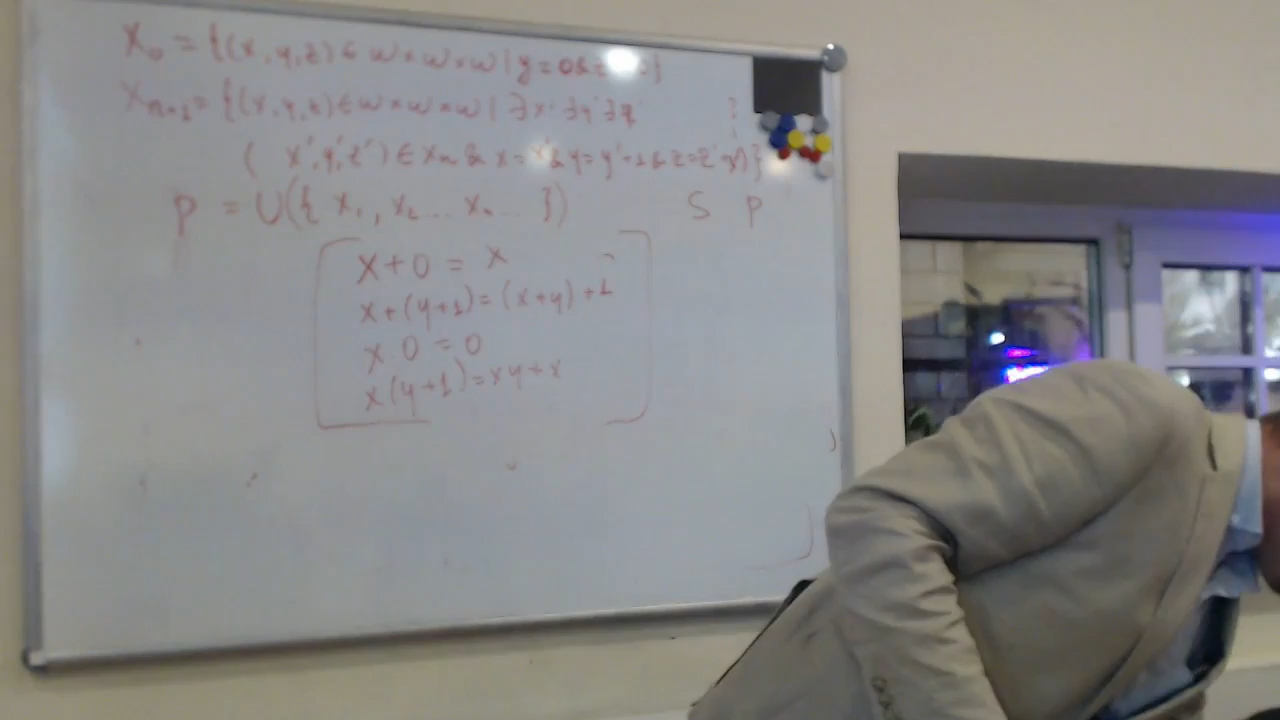 X₀ = {(x,y,z) ∈ ω×ω×ω | y=0&z }
Xₙ₊₁ = {(x,y,z) ∈ ω×ω×ω | ∃x' ∃y' ∃z'
( x',y',z') ∈ Xₙ & x=x'& y=y'+1 & z=z' )}
P = U({ X₁, X₂ ... Xₙ ... }) S P
x+0 = x
x+(y+1)=(x+y)+1
x·0 = 0
x(y+1)=xy+x